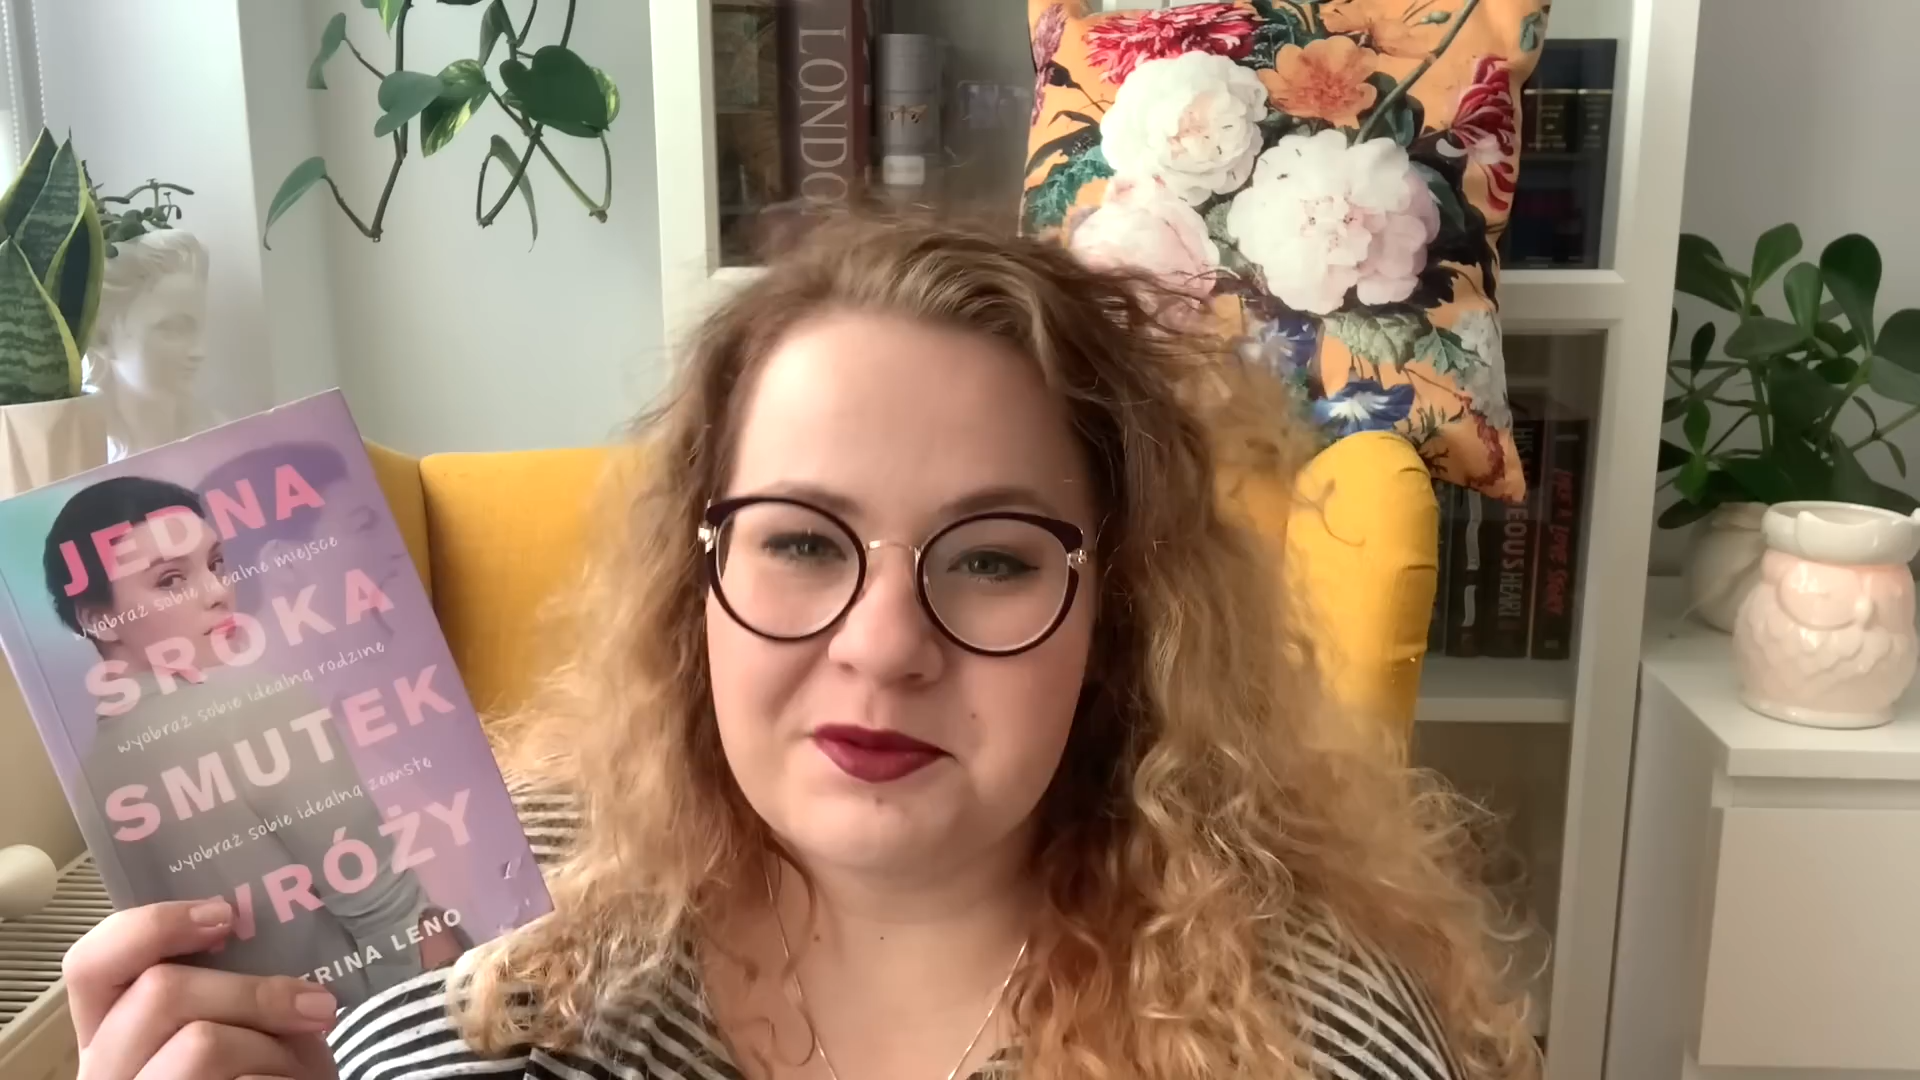 JEDNA
wyobraź sobie idealne miejsce
SROKA
wyobraź sobie idealną rodzinę
SMUTEK
wyobraź sobie idealną zemstę
WRÓŻY
TRINA LENO
LONDO
EOUS HEART
LOVE STORY